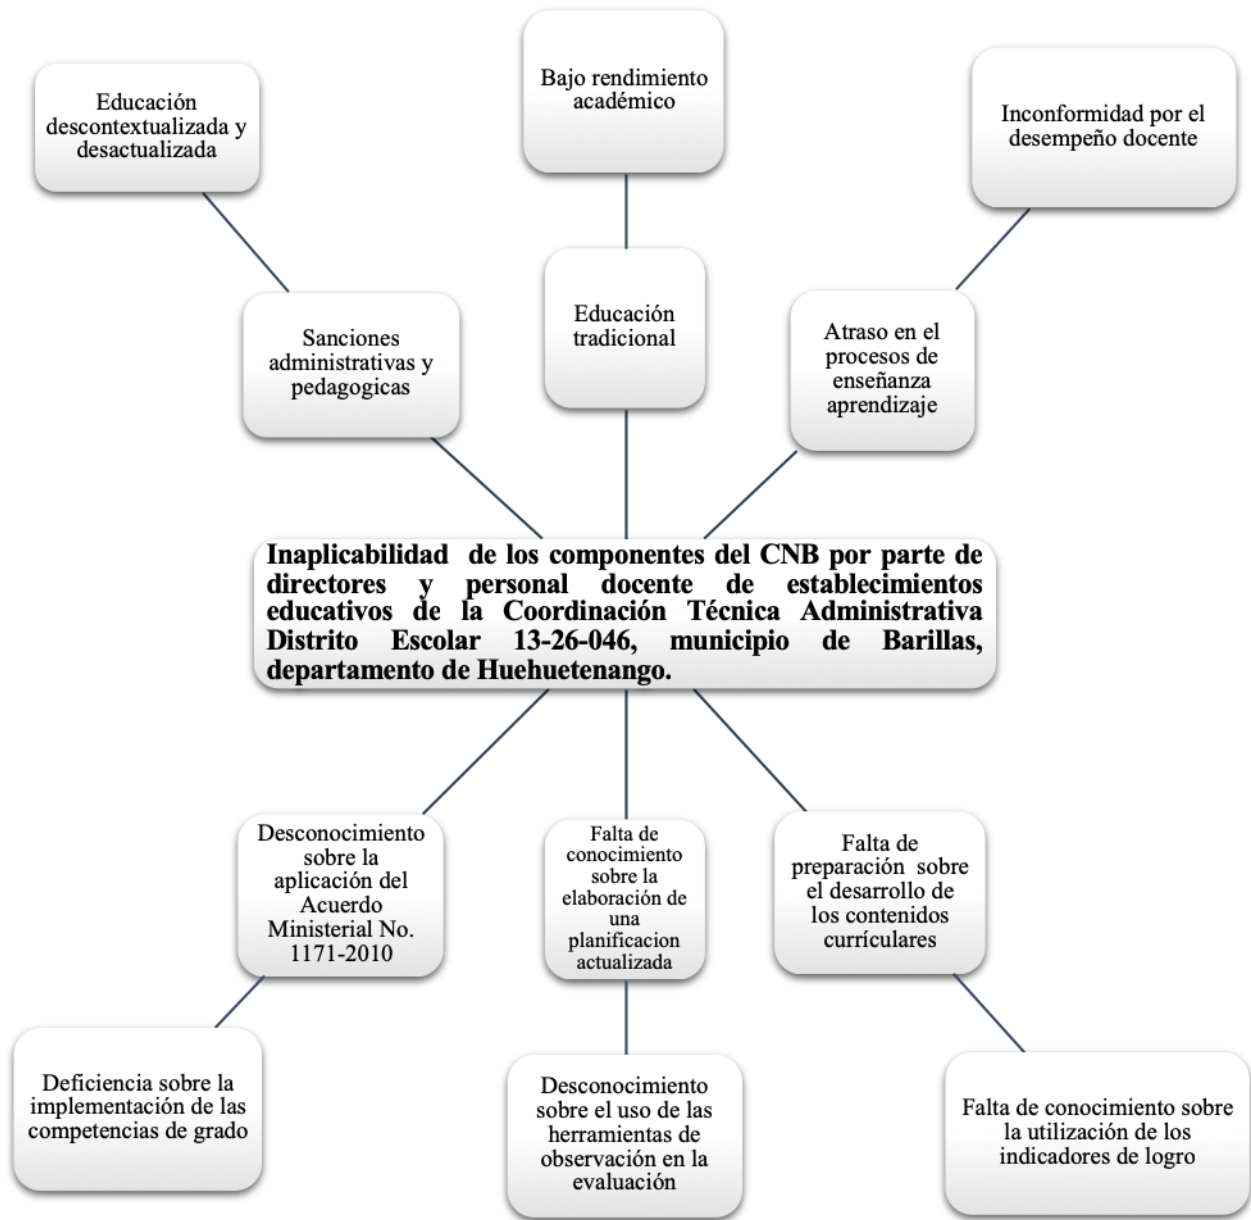 Bajo rendimiento
académico
Educación
descontextualizada y
desactualizada
Inconformidad por el
desempeño docente
Sanciones
administrativas y
pedagogicas
Educación
tradicional
Atraso en el
procesos de
enseñanza
aprendizaje
Inaplicabilidad de los componentes del CNB por parte de
directores y personal docente de establecimientos
educativos de la Coordinación Técnica Administrativa
Distrito Escolar 13-26-046, municipio de Barillas,
departamento de Huehuetenango.
Desconocimiento
sobre la
aplicación del
Acuerdo
Ministerial No.
1171-2010
Falta de
conocimiento
sobre la
elaboración de
una
planificacion
actualizada
Falta de
preparación sobre
el desarrollo de
los contenidos
currículares
Deficiencia sobre la
implementación de las
competencias de grado
Desconocimiento
sobre el uso de las
herramientas de
observación en la
evaluación
Falta de conocimiento sobre
la utilización de los
indicadores de logro